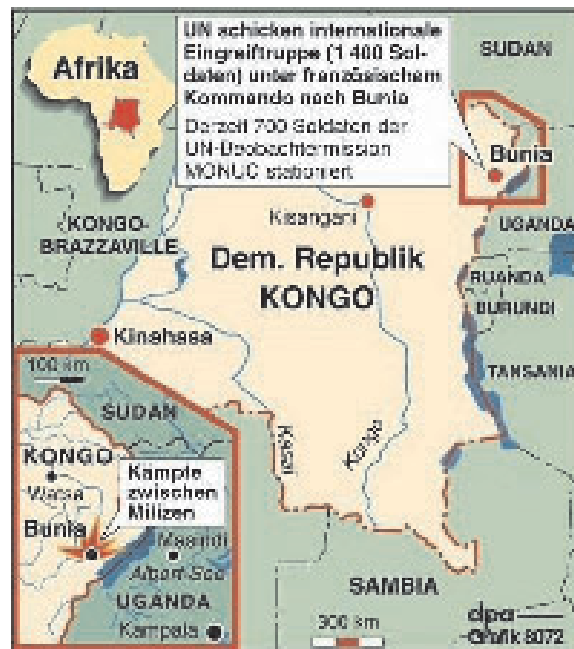 UN schicken internationale
Eingreiftruppe (1 400 Sol-
daten) unter französischem
Kommando nach Bunia
Derzeit 700 Soldaten der
UN-Beobachtermission
MONUC stationiert
Afrika
SUDAN
Bunia
Kisangani
UGANDA
KONGO-
BRAZZAVILLE
Dem. Republik
KONGO
RUANDA
BURUNDI
Kinshasa
TANSANIA
100 km
SUDAN
Kasai
Kongo
KONGO
Watsa
Kämpfe
zwischen
Milizen
Bunia
Masindi
Albert-See
UGANDA
Kampala
SAMBIA
300 km
dpa
Grafik 8072